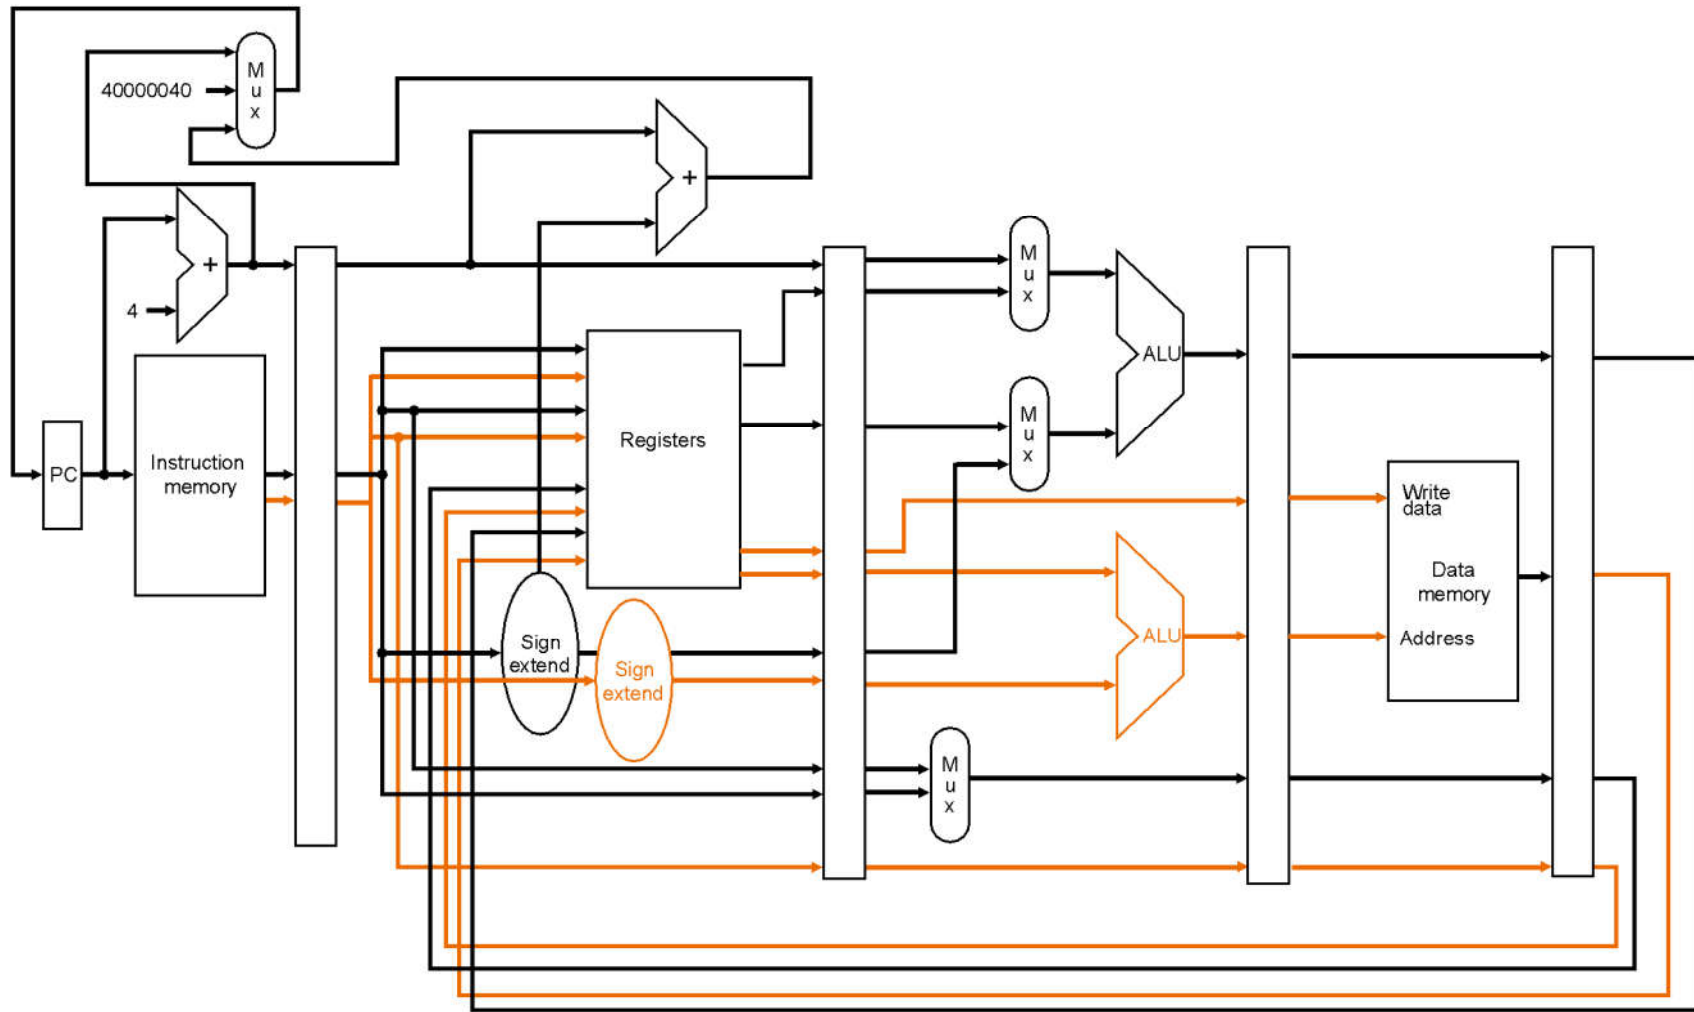 M
u
x
40000040
+
+
4
M
u
x
ALU
PC
Instruction
memory
Registers
M
u
x
Write
data
Data
memory
Address
Sign
extend
Sign
extend
ALU
M
u
x